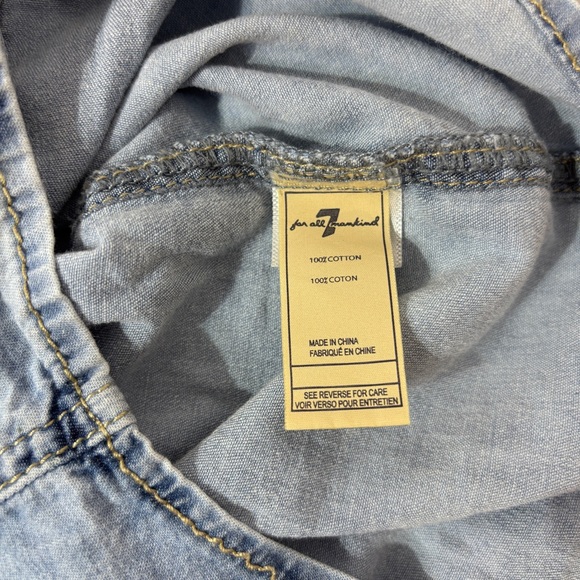 for all 7 mankind
100% COTTON
100% COTON
MADE IN CHINA
FABRIQUÉ EN CHINE
SEE REVERSE FOR CARE
VOIR VERSO POUR ENTRETIEN